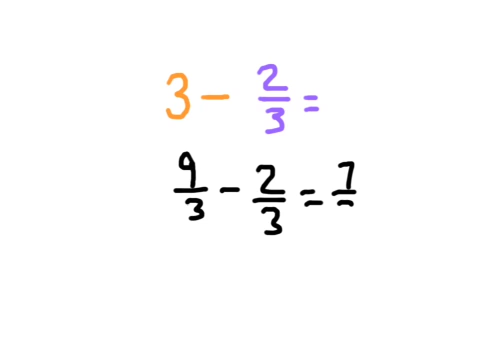 3 - 2/3 =
9/3 - 2/3 = 7/